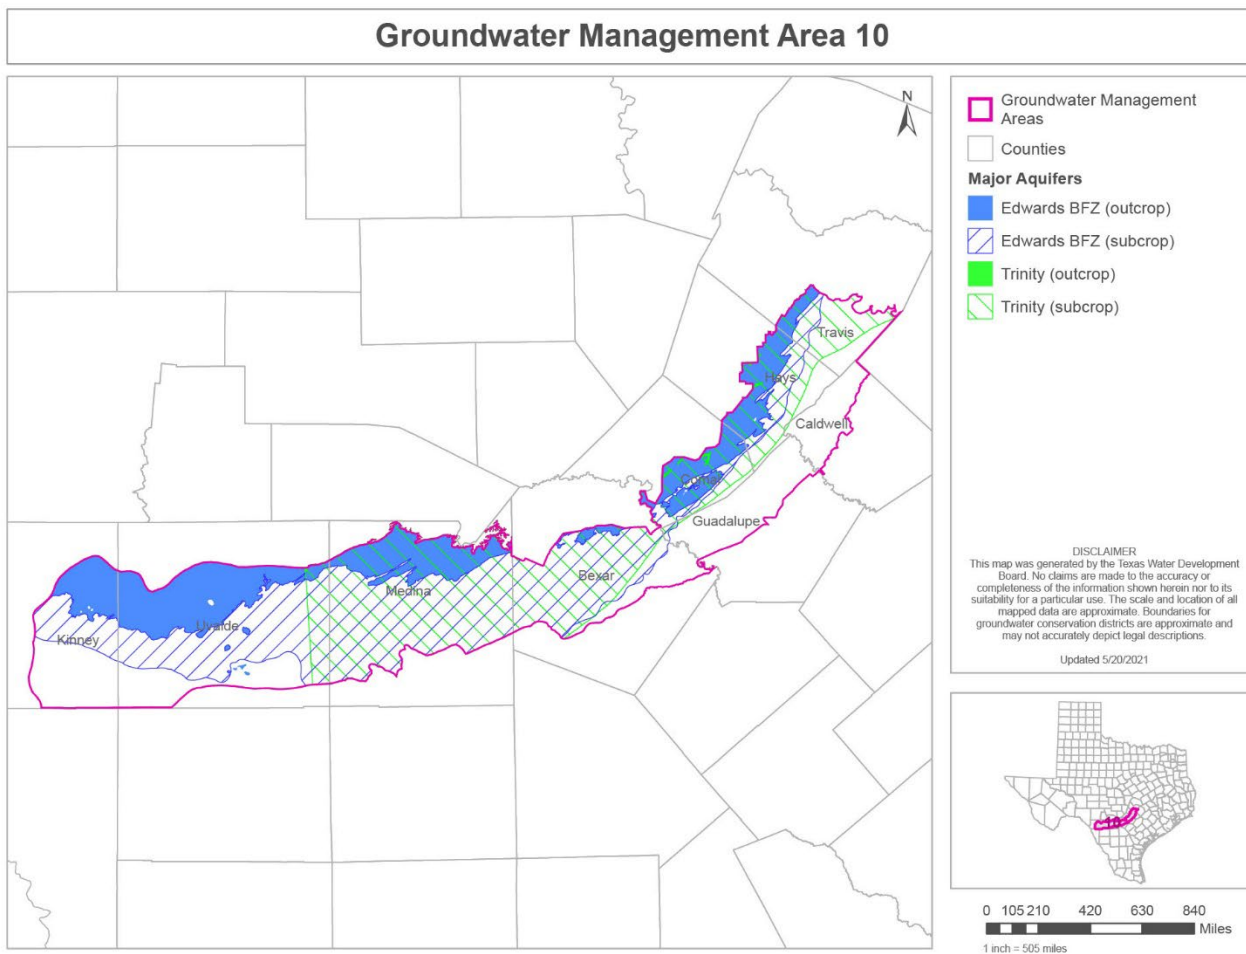 Groundwater Management Area 10
N
Travis
Hays
Caldwell
Comal
Guadalupe
Bexar
Medina
Uvalde
Kinney
Groundwater Management
Areas
Counties
Major Aquifers
Edwards BFZ (outcrop)
Edwards BFZ (subcrop)
Trinity (outcrop)
Trinity (subcrop)
DISCLAIMER
This map was generated by the Texas Water Development
Board. No claims are made to the accuracy or
completeness of the information shown herein nor to its
suitability for a particular use. The scale and location of all
mapped data are approximate. Boundaries for
groundwater conservation districts are approximate and
may not accurately depict legal descriptions.
Updated 5/20/2021
10
0 105 210 420 630 840
Miles
1 inch = 505 miles